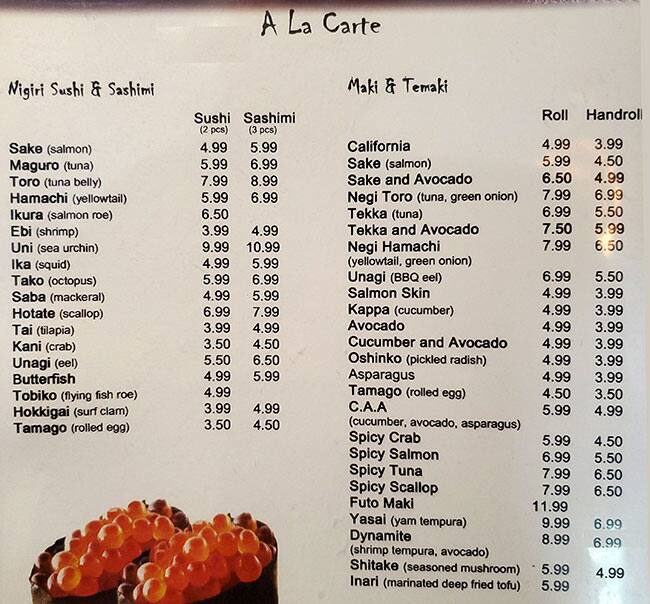 A La Carte
Nigiri Sushi & Sashimi
Sushi Sashimi
(2 pcs) (3 pcs)
Sake (salmon) 4.99 5.99
Maguro (tuna) 5.99 6.99
Toro (tuna belly) 7.99 8.99
Hamachi (yellowtail) 5.99 6.99
Ikura (salmon roe) 6.50
Ebi (shrimp) 3.99 4.99
Uni (sea urchin) 9.99 10.99
Ika (squid) 4.99 5.99
Tako (octopus) 5.99 6.99
Saba (mackeral) 4.99 5.99
Hotate (scallop) 6.99 7.99
Tai (tilapia) 3.99 4.99
Kani (crab) 3.50 4.50
Unagi (eel) 5.50 6.50
Butterfish 4.99 5.99
Tobiko (flying fish roe) 4.99
Hokkigai (surf clam) 3.99 4.99
Tamago (rolled egg) 3.50 4.50
Maki & Temaki
Roll Handroll
California 4.99 3.99
Sake (salmon) 5.99 4.50
Sake and Avocado 6.50 4.99
Negi Toro (tuna, green onion) 7.99 6.99
Tekka (tuna) 6.99 5.50
Tekka and Avocado 7.50 5.99
Negi Hamachi 7.99 6.50
(yellowtail, green onion)
Unagi (BBQ eel) 6.99 5.50
Salmon Skin 4.99 3.99
Kappa (cucumber) 4.99 3.99
Avocado 4.99 3.99
Cucumber and Avocado 4.99 3.99
Oshinko (pickled radish) 4.99 3.99
Asparagus 4.99 3.99
Tamago (rolled egg) 4.50 3.50
C.A.A 5.99 4.99
(cucumber, avocado, asparagus)
Spicy Crab 5.99 4.50
Spicy Salmon 6.99 5.50
Spicy Tuna 7.99 6.50
Spicy Scallop 7.99 6.50
Futo Maki 11.99
Yasai (yam tempura) 9.99 6.99
Dynamite 8.99 6.99
(shrimp tempura, avocado)
Shitake (seasoned mushroom) 5.99 4.99
Inari (marinated deep fried tofu) 5.99